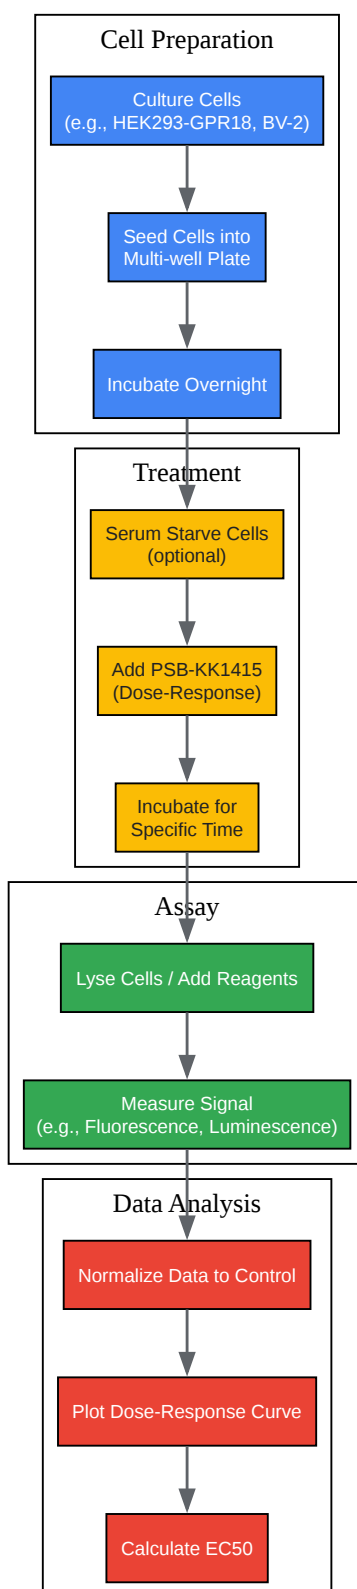 Cell Preparation
Culture Cells
(e.g., HEK293-GPR18, BV-2)
Seed Cells into
Multi-well Plate
Incubate Overnight
Treatment
Serum Starve Cells
(optional)
Add PSB-KK1415
(Dose-Response)
Incubate for
Specific Time
Assay
Lyse Cells / Add Reagents
Measure Signal
(e.g., Fluorescence, Luminescence)
Data Analysis
Normalize Data to Control
Plot Dose-Response Curve
Calculate EC50